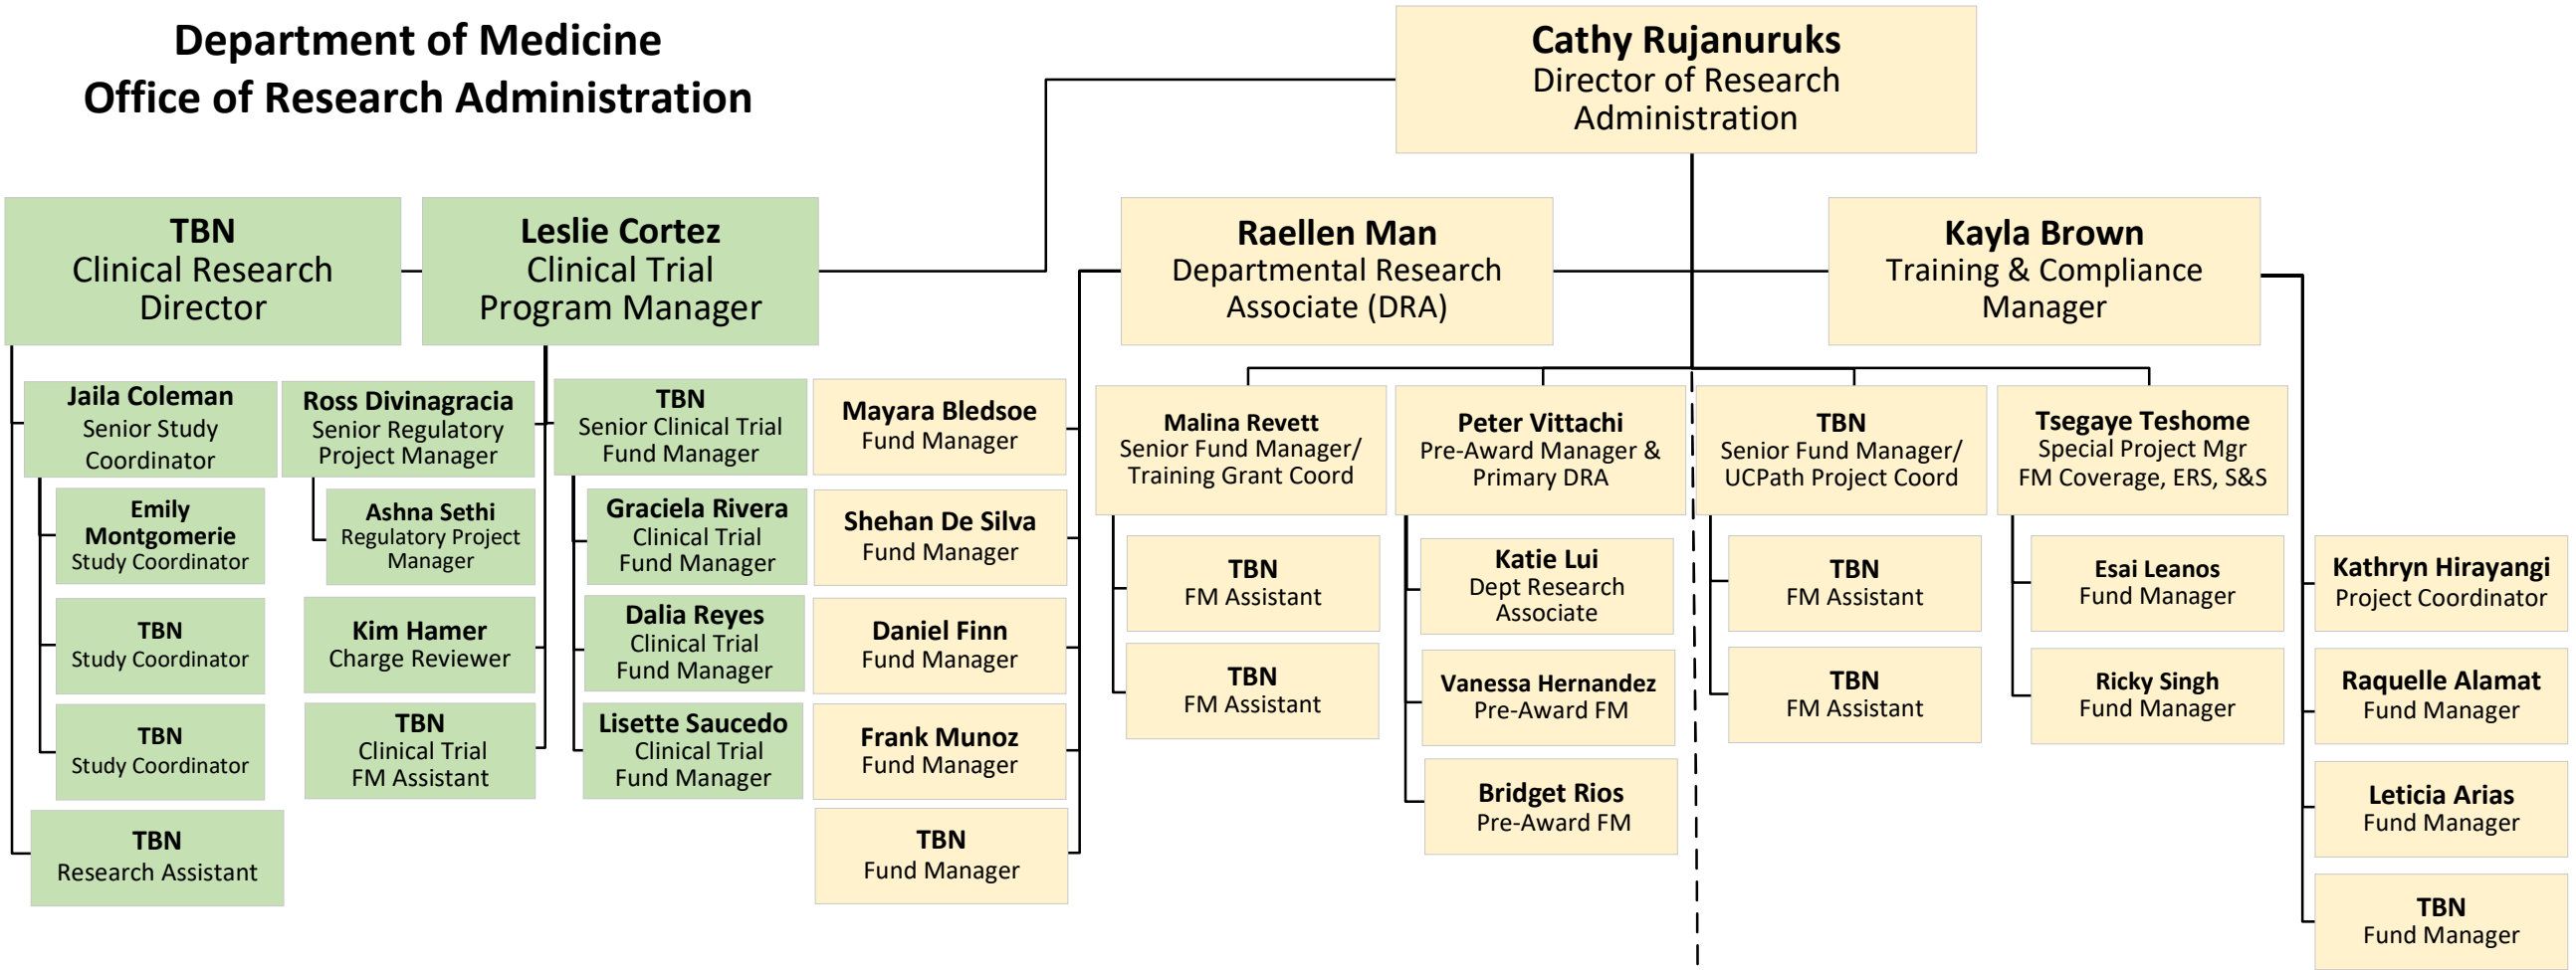 Department of Medicine
Office of Research Administration
Cathy Rujanuruks
Director of Research
Administration
TBN
Clinical Research
Director
Leslie Cortez
Clinical Trial
Program Manager
Raellen Man
Departmental Research
Associate (DRA)
Kayla Brown
Training & Compliance
Manager
Jaila Coleman
Senior Study
Coordinator
Emily
Montgomerie
Study Coordinator
TBN
Study Coordinator
TBN
Study Coordinator
TBN
Research Assistant
Ross Divinagracia
Senior Regulatory
Project Manager
Ashna Sethi
Regulatory Project
Manager
Kim Hamer
Charge Reviewer
TBN
Clinical Trial
FM Assistant
TBN
Senior Clinical Trial
Fund Manager
Graciela Rivera
Clinical Trial
Fund Manager
Dalia Reyes
Clinical Trial
Fund Manager
Lisette Saucedo
Clinical Trial
Fund Manager
Mayara Bledsoe
Fund Manager
Shehan De Silva
Fund Manager
Daniel Finn
Fund Manager
Frank Munoz
Fund Manager
TBN
Fund Manager
Malina Revett
Senior Fund Manager/
Training Grant Coord
TBN
FM Assistant
TBN
FM Assistant
Peter Vittachi
Pre-Award Manager &
Primary DRA
Katie Lui
Dept Research
Associate
Vanessa Hernandez
Pre-Award FM
Bridget Rios
Pre-Award FM
TBN
Senior Fund Manager/
UCPath Project Coord
TBN
FM Assistant
TBN
FM Assistant
Tsegaye Teshome
Special Project Mgr
FM Coverage, ERS, S&S
Esai Leanos
Fund Manager
Ricky Singh
Fund Manager
Kathryn Hirayangi
Project Coordinator
Raquelle Alamat
Fund Manager
Leticia Arias
Fund Manager
TBN
Fund Manager